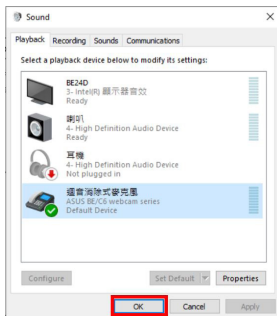 Sound
Playback Recording Sounds Communications
Select a playback device below to modify its settings:
BE24D
3- Intel(R) 顯示器音效
Ready
喇叭
4- High Definition Audio Device
Ready
耳機
4- High Definition Audio Device
Not plugged in
迴音消除式麥克風
ASUS BE/C6 webcam series
Default Device
Configure Set Default Properties
OK Cancel Apply